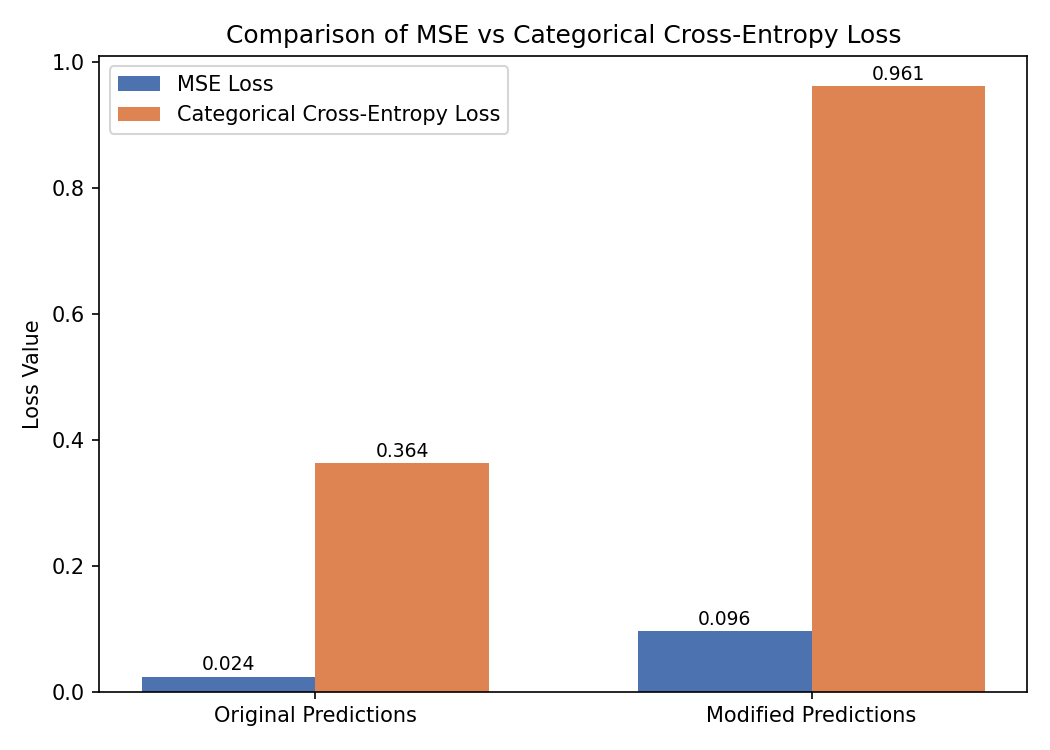 Comparison of MSE vs Categorical Cross-Entropy Loss
MSE Loss
Categorical Cross-Entropy Loss
Loss Value
1.0
0.8
0.6
0.4
0.2
0.0
0.024
0.364
0.096
0.961
Original Predictions
Modified Predictions